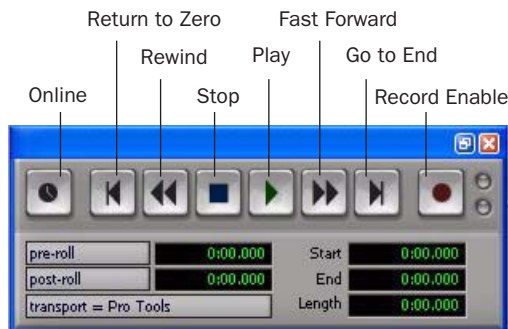 Return to Zero Fast Forward
Rewind Play Go to End
Online Stop Record Enable
pre-roll 0:00.000 Start 0:00.000
post-roll 0:00.000 End 0:00.000
transport = Pro Tools Length 0:00.000